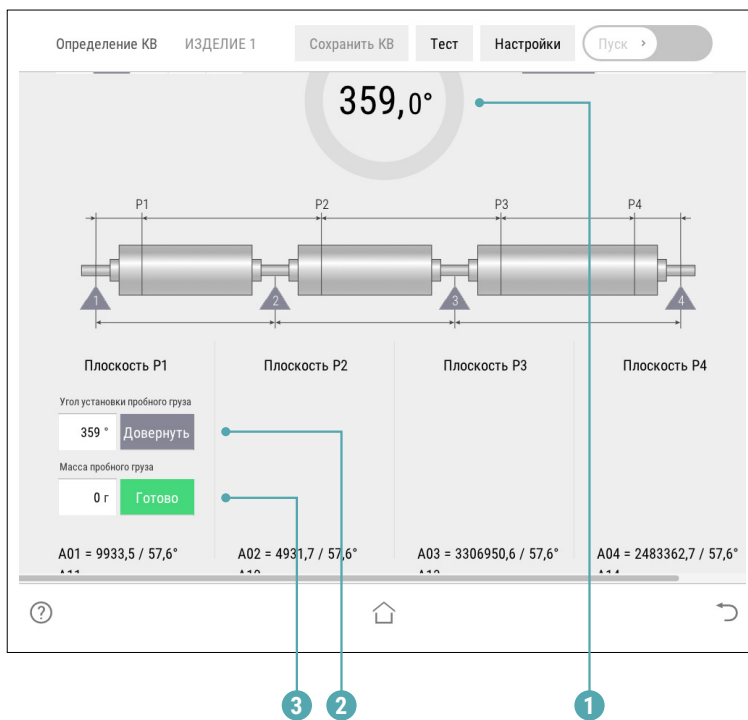 Определение КВ ИЗДЕЛИЕ 1 Сохранить КВ Тест Настройки Пуск >
359,0°
P1 P2 P3 P4
1 2 3 4
Плоскость P1 Плоскость P2 Плоскость P3 Плоскость P4
Угол установки пробного груза
359 ° Довернуть
Масса пробного груза
0 г Готово
A01 = 9933,5 / 57,6° A02 = 4931,7 / 57,6° A03 = 3306950,6 / 57,6° A04 = 2483362,7 / 57,6°
?
3 2 1